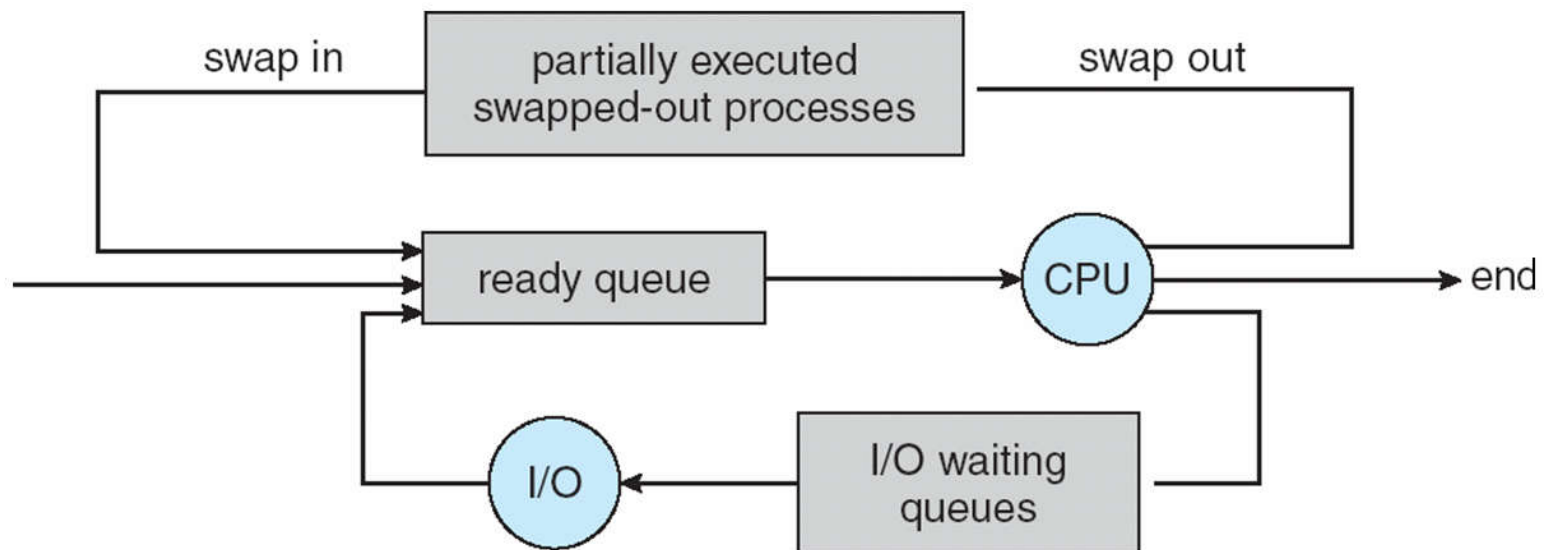 swap in
partially executed
swapped-out processes
swap out
ready queue
CPU
end
I/O
I/O waiting
queues